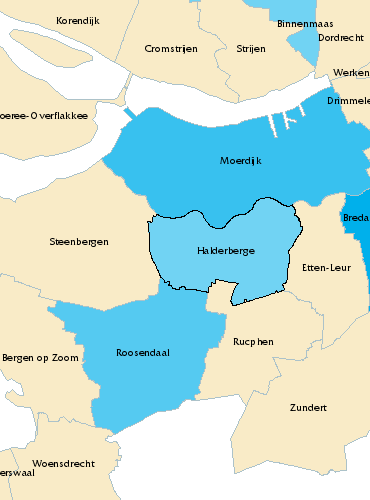 Korendijk
Binnenmaas
Dordrecht
Cromstrijen
Strijen
Werken
Drimmele
oeree-Overflakkee
Moerdijk
Breda
Steenbergen
Halderberge
Etten-Leur
Rucphen
Roosendaal
Bergen op Zoom
Zundert
Woensdrecht
erswaal